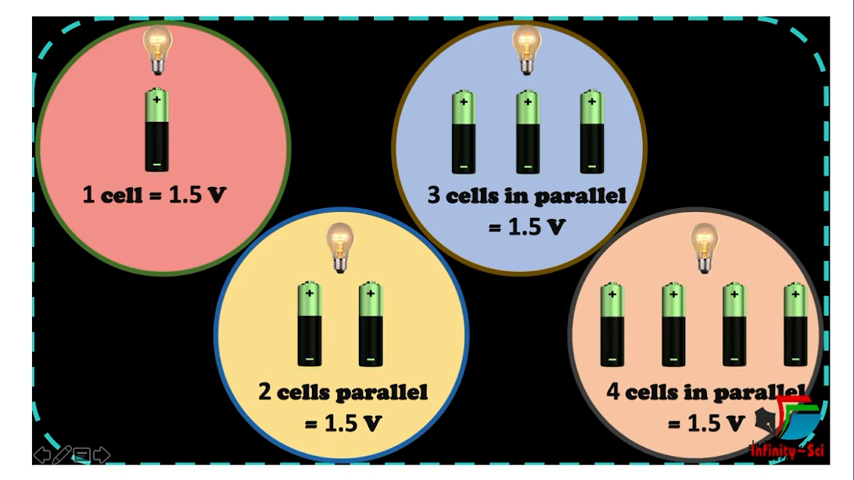 1 cell = 1.5 V
3 cells in parallel
= 1.5 V
2 cells parallel
= 1.5 V
4 cells in parallel
= 1.5 V
Infinity~Sci